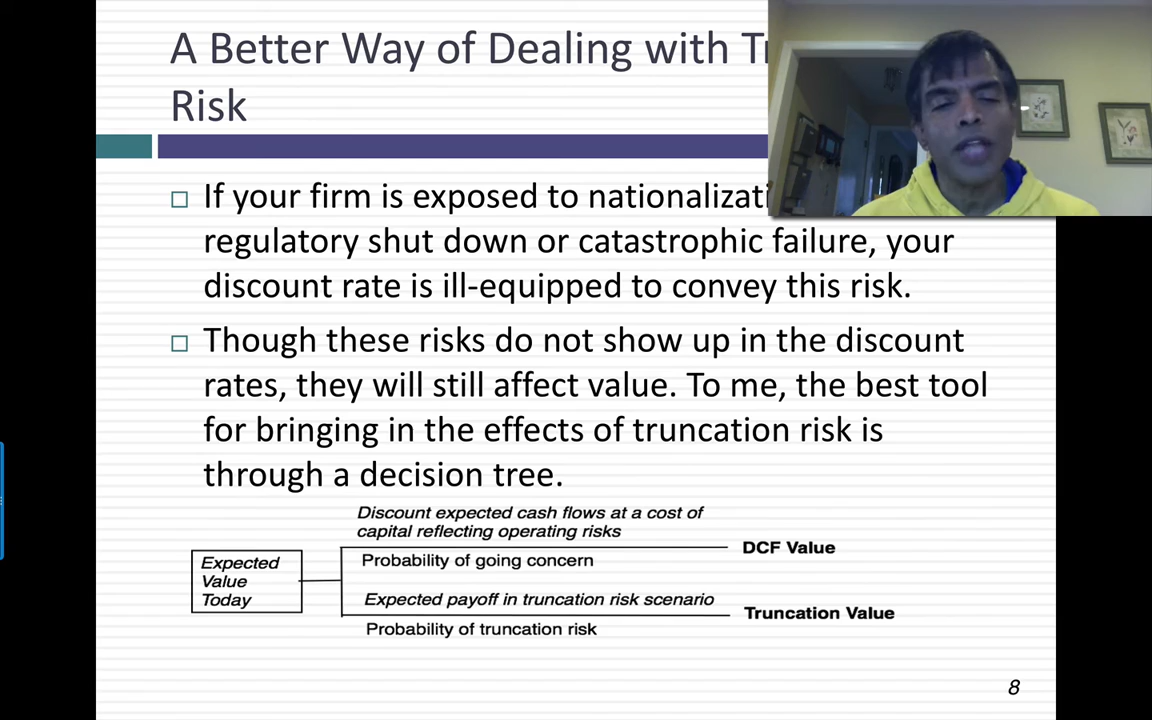 A Better Way of Dealing with
Risk
If your firm is exposed to
regulatory shut down or catastrophic failure, your
discount rate is ill-equipped to convey this risk.
Though these risks do not show up in the discount
rates, they will still affect value. To me, the best tool
for bringing in the effects of truncation risk is
through a decision tree.
Discount expected cash flows at a cost of
capital reflecting operating risks
DCF Value
Expected
Value
Today
Probability of going concern
Expected payoff in truncation risk scenario
Truncation Value
Probability of truncation risk
8